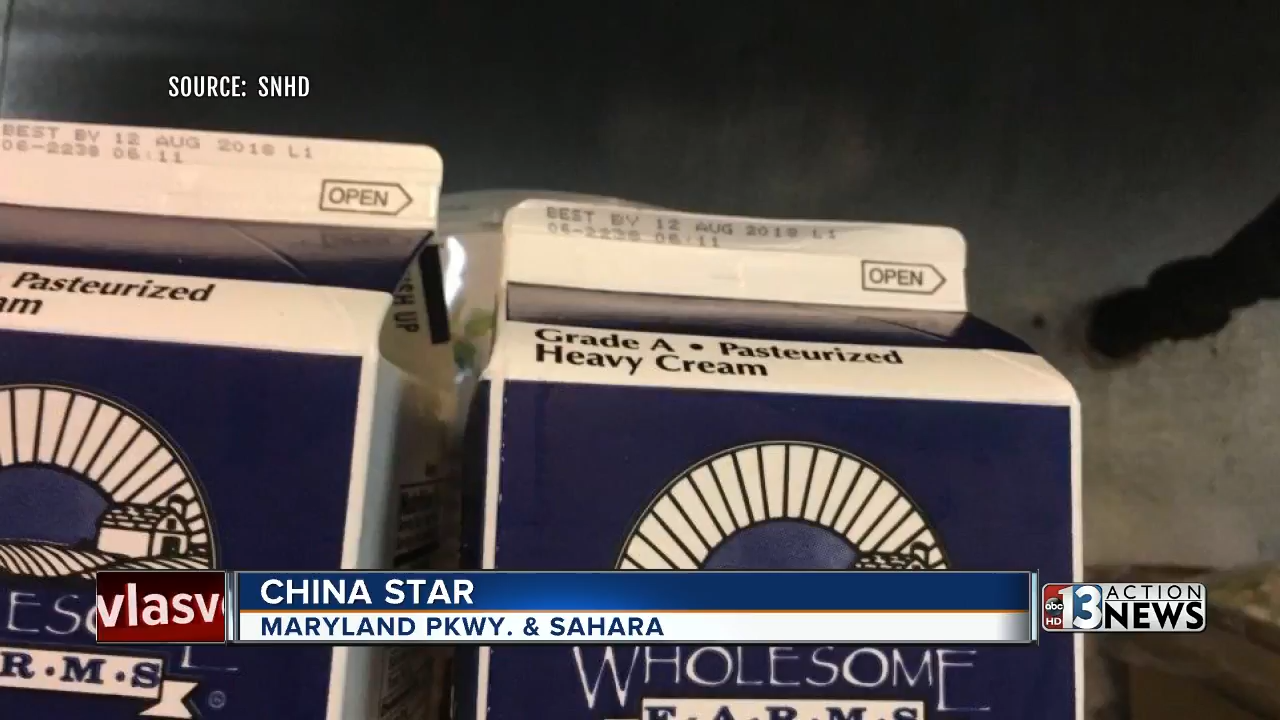 SOURCE: SNHD
BEST BY 12 AUG 2018 L1
06-2238 06:11
OPEN
Pasteurized
BEST BY 12 AUG 2018 L1
06-2238 06:11
OPEN
Grade A • Pasteurized
Heavy Cream
CHINA STAR
MARYLAND PKWY. & SAHARA
vlasv
abc
HD
13
ACTION
NEWS
R·M·S
®
WHOLESOME
F·A·R·M·S